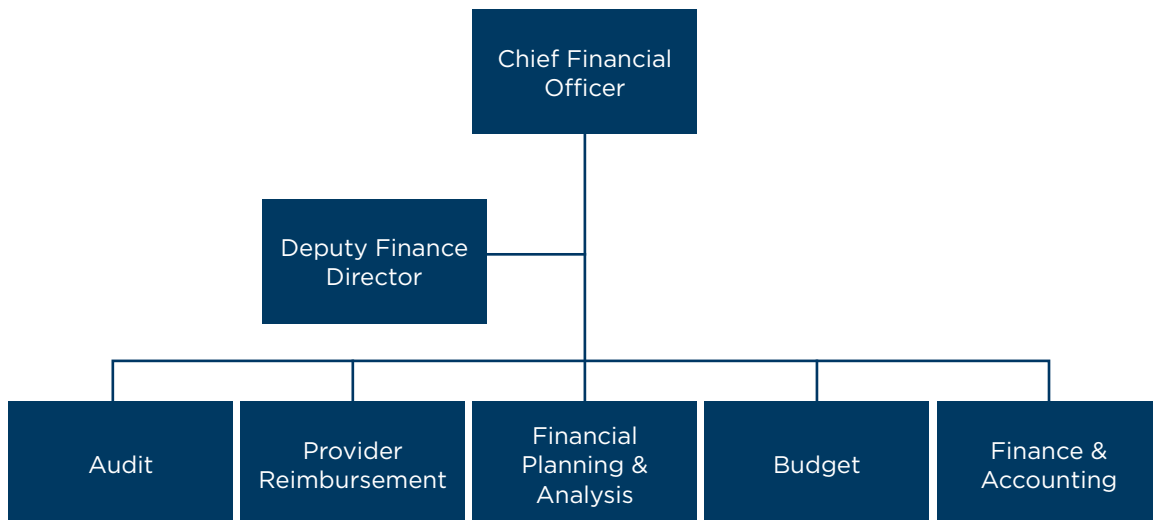 Chief Financial
Officer
Deputy Finance
Director
Audit
Provider
Reimbursement
Financial
Planning &
Analysis
Budget
Finance &
Accounting